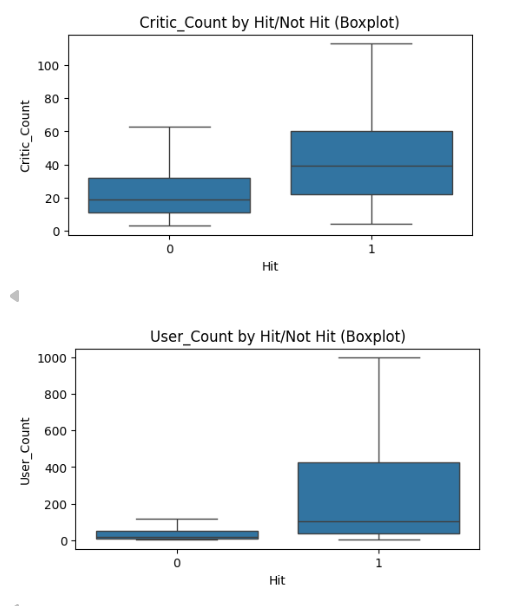 Critic_Count by Hit/Not Hit (Boxplot)
100
80
60
40
20
0
Critic_Count
0 1
Hit
User_Count by Hit/Not Hit (Boxplot)
1000
800
600
400
200
0
User_Count
0 1
Hit